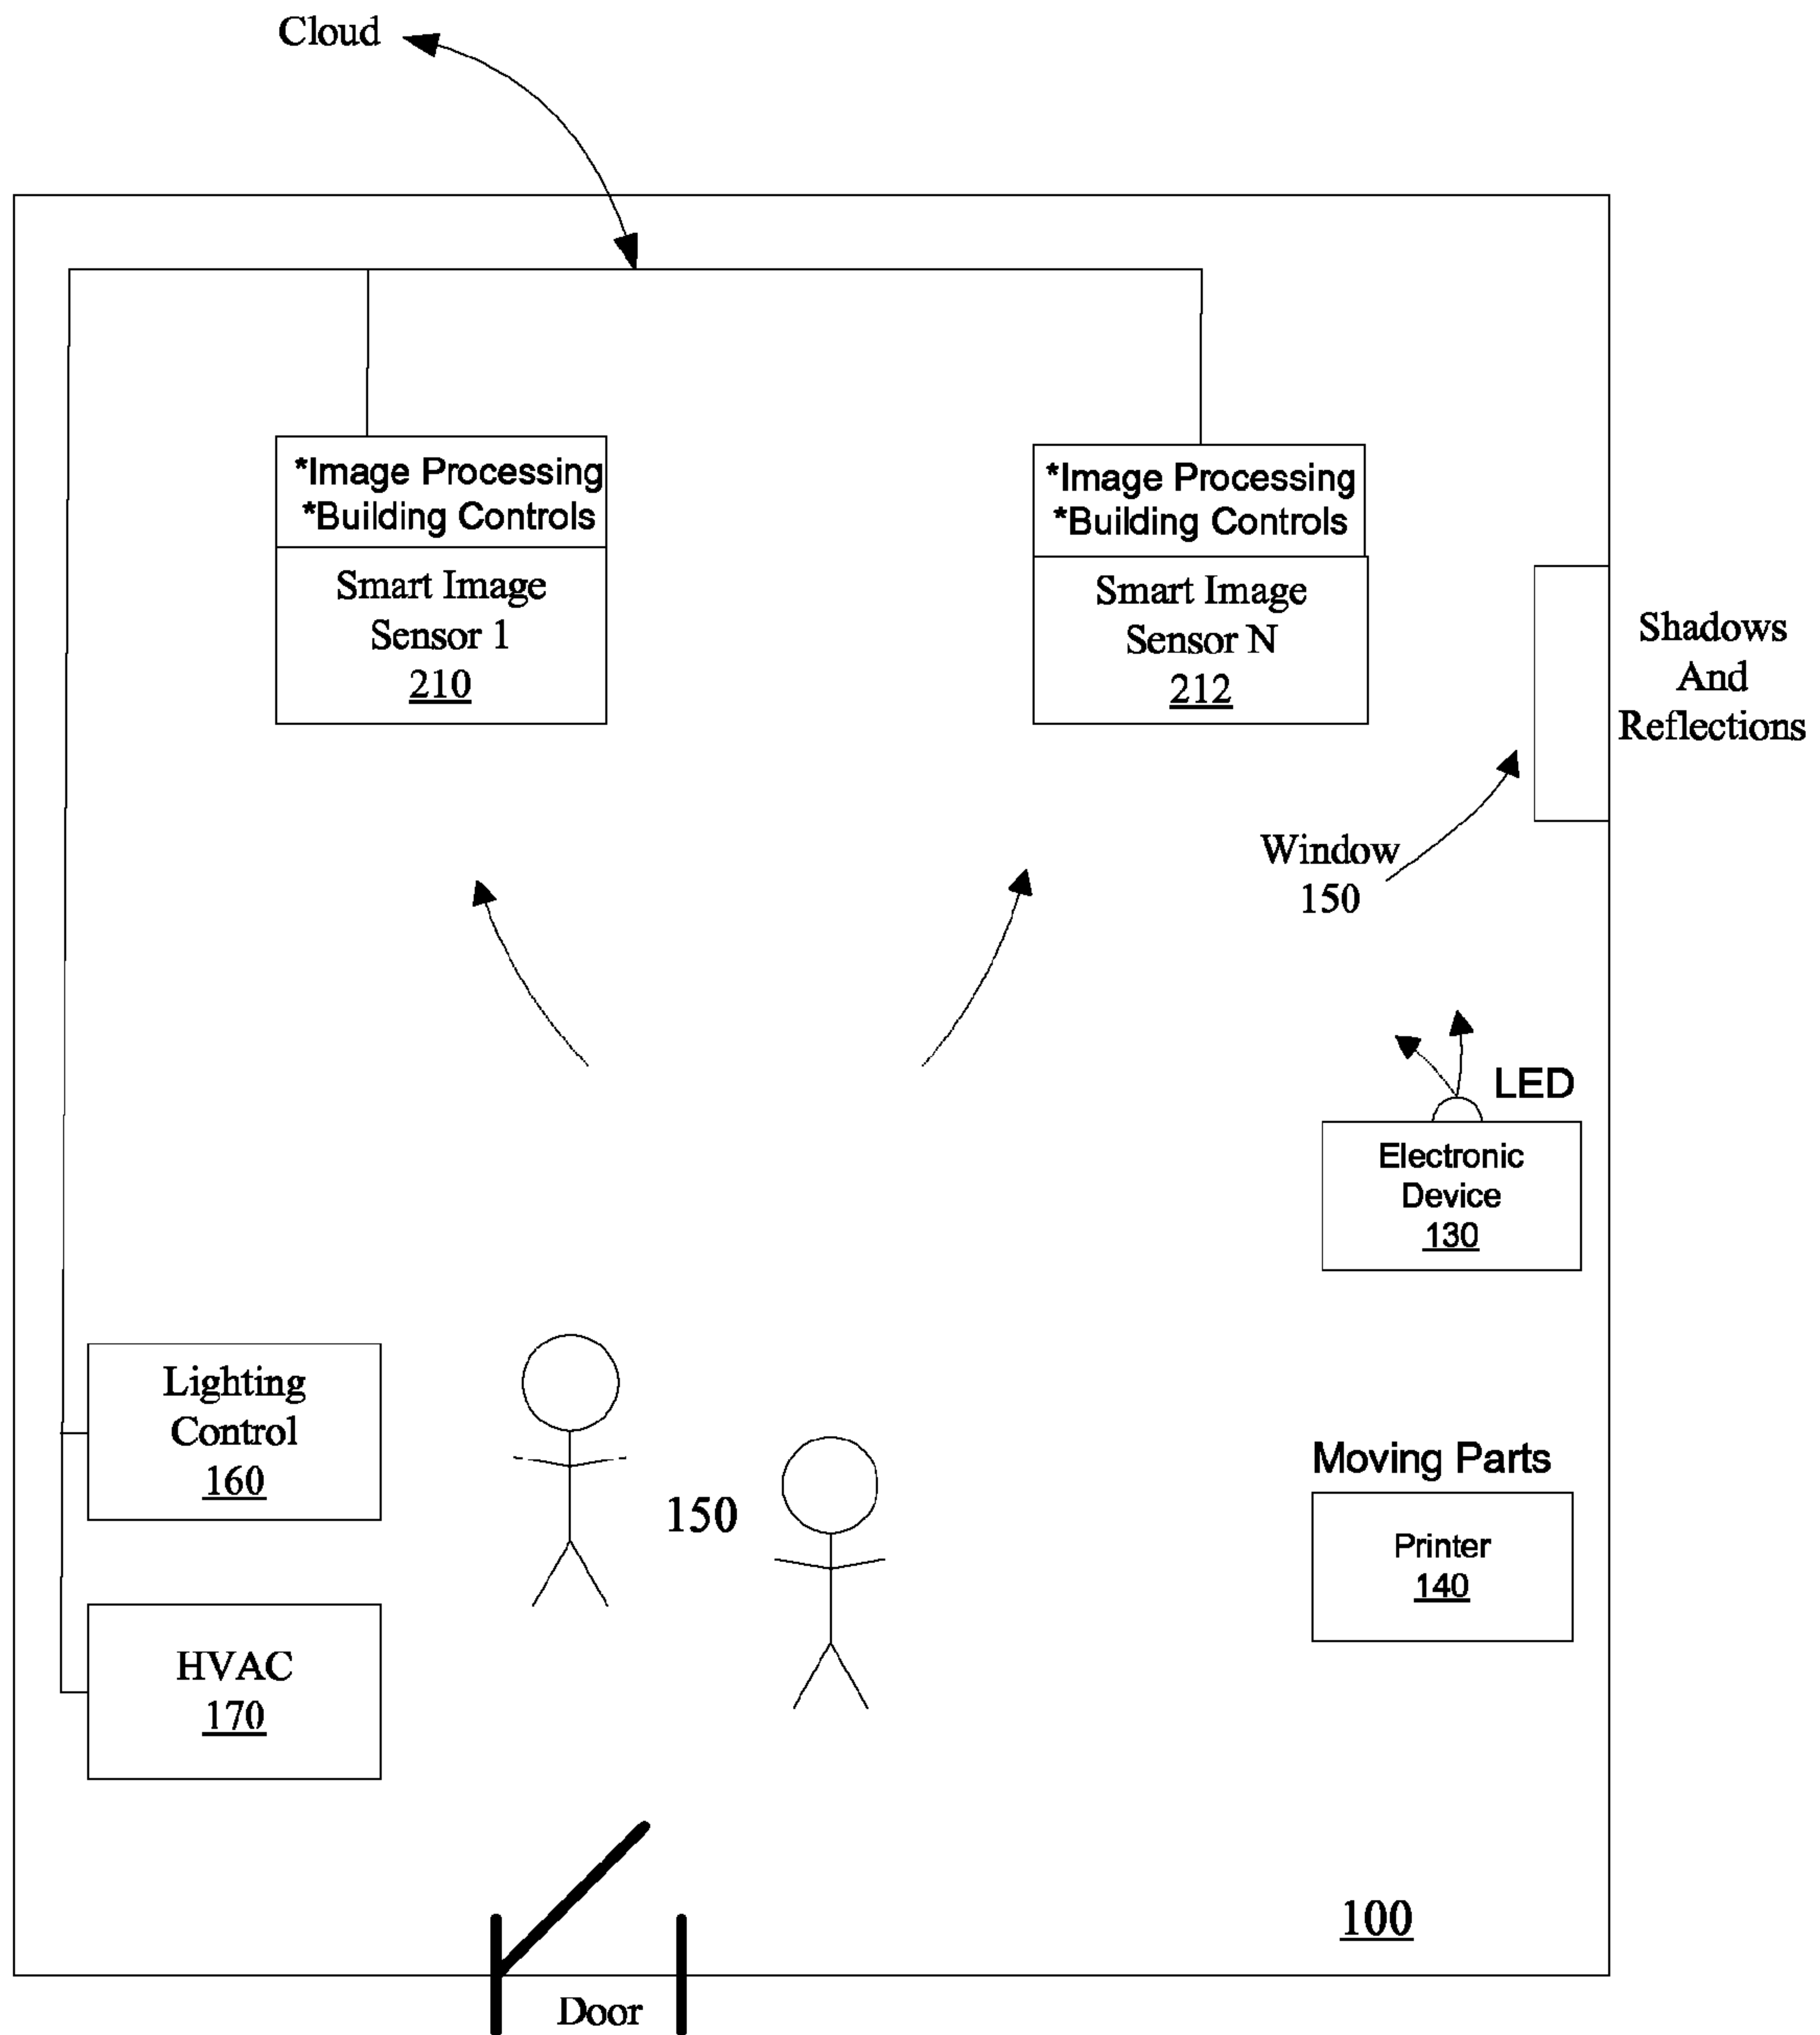 Cloud
*Image Processing
*Building Controls
Smart Image
Sensor 1
210
*Image Processing
*Building Controls
Smart Image
Sensor N
212
Shadows
And
Reflections
Window
150
LED
Electronic
Device
130
Lighting
Control
160
150
Moving Parts
Printer
140
HVAC
170
100
Door